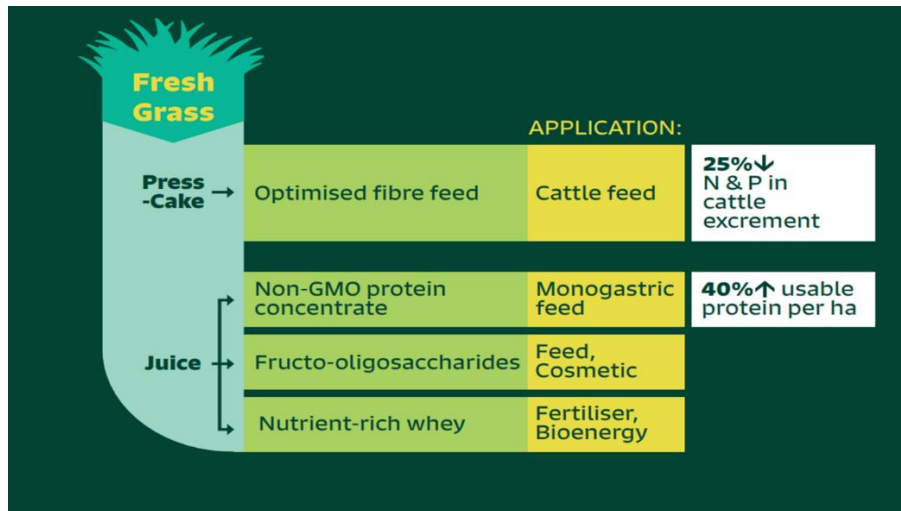 Fresh
Grass
APPLICATION:
Press
-Cake
Optimised fibre feed
Cattle feed
25%↓
N & P in
cattle
excrement
Juice
Non-GMO protein
concentrate
Monogastric
feed
40%↑ usable
protein per ha
Fructo-oligosaccharides
Feed,
Cosmetic
Nutrient-rich whey
Fertiliser,
Bioenergy